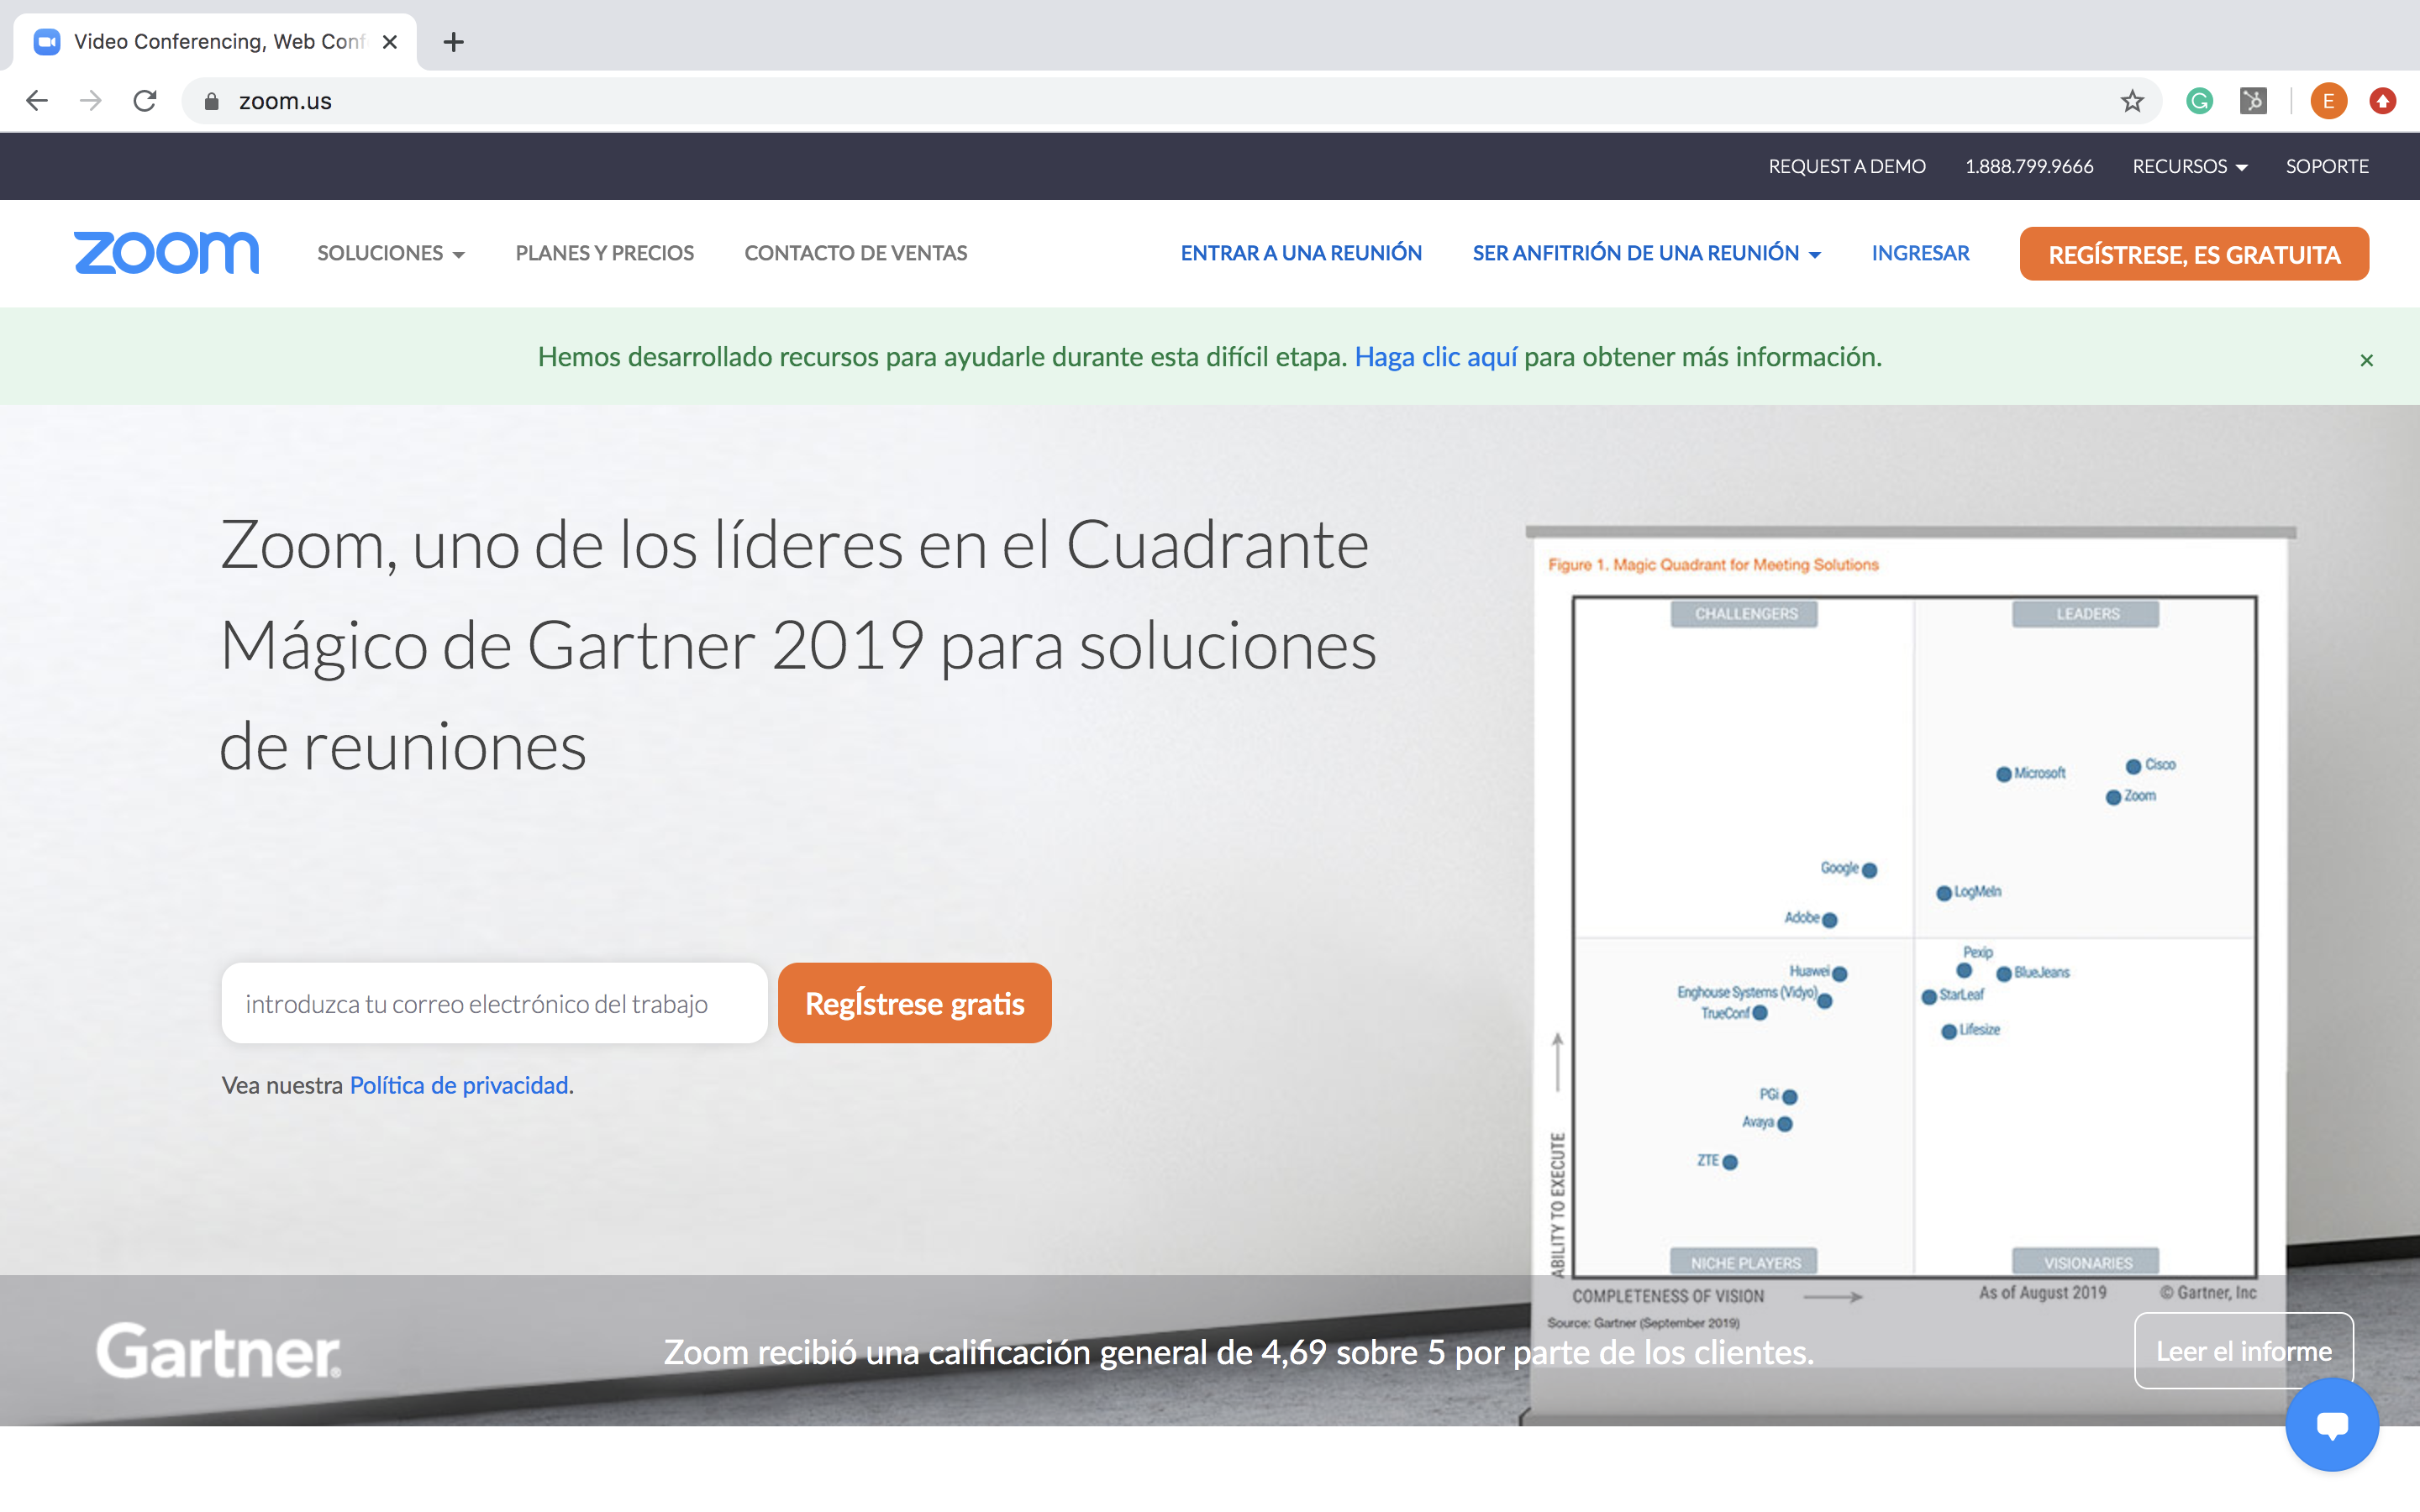 Video Conferencing, Web Conf
zoom.us
E
REQUEST A DEMO 1.888.799.9666 RECURSOS SOPORTE
zoom SOLUCIONES PLANES Y PRECIOS CONTACTO DE VENTAS ENTRAR A UNA REUNIÓN SER ANFITRIÓN DE UNA REUNIÓN INGRESAR REGÍSTRESE, ES GRATUITA
Hemos desarrollado recursos para ayudarle durante esta difícil etapa. Haga clic aquí para obtener más información.
Zoom, uno de los líderes en el Cuadrante
Mágico de Gartner 2019 para soluciones
de reuniones
introduzca tu correo electrónico del trabajo
RegÍstrese gratis
Vea nuestra Política de privacidad.
Figure 1. Magic Quadrant for Meeting Solutions
CHALLENGERS LEADERS
Microsoft Cisco
Zoom
Google
LogMeIn
Adobe
Pexip
Huawei BlueJeans
Enghouse Systems (Vidyo) StarLeaf
TrueConf
Lifesize
PGi
Avaya
ZTE
NICHE PLAYERS VISIONARIES
ABILITY TO EXECUTE
COMPLETENESS OF VISION As of August 2019 © Gartner, Inc
Source: Gartner (September 2019)
Gartner.
Zoom recibió una calificación general de 4,69 sobre 5 por parte de los clientes.
Leer el informe